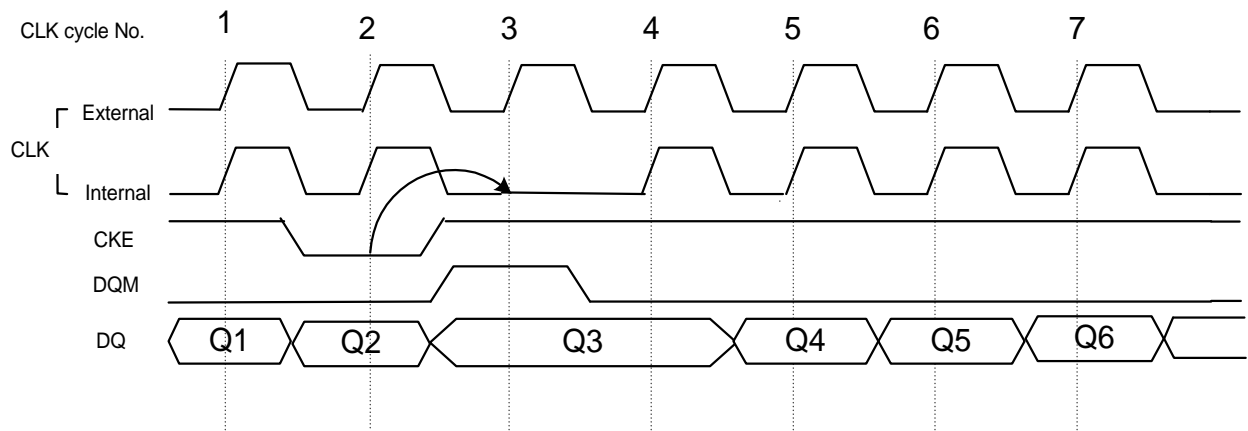 CLK cycle No. 1 2 3 4 5 6 7
External
CLK
Internal
CKE
DQM
DQ Q1 Q2 Q3 Q4 Q5 Q6